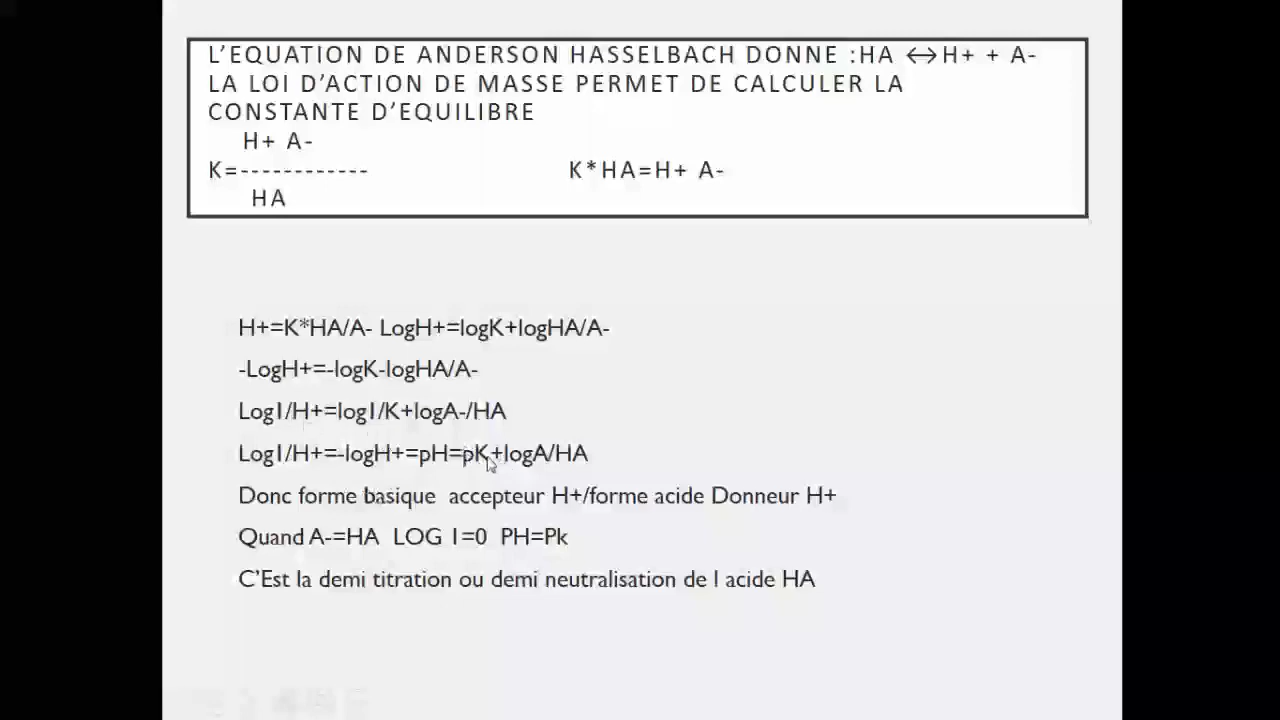 L'EQUATION DE ANDERSON HASSELBACH DONNE :HA ↔H+ + A-
LA LOI D'ACTION DE MASSE PERMET DE CALCULER LA
CONSTANTE D'EQUILIBRE
H+ A-
K=------------ K*HA=H+ A-
HA
H+=K*HA/A- LogH+=logK+logHA/A-
-LogH+=-logK-logHA/A-
Log1/H+=log1/K+logA-/HA
Log1/H+=-logH+=pH=pK+logA/HA
Donc forme basique accepteur H+/forme acide Donneur H+
Quand A-=HA LOG 1=0 PH=Pk
C'Est la demi titration ou demi neutralisation de l acide HA